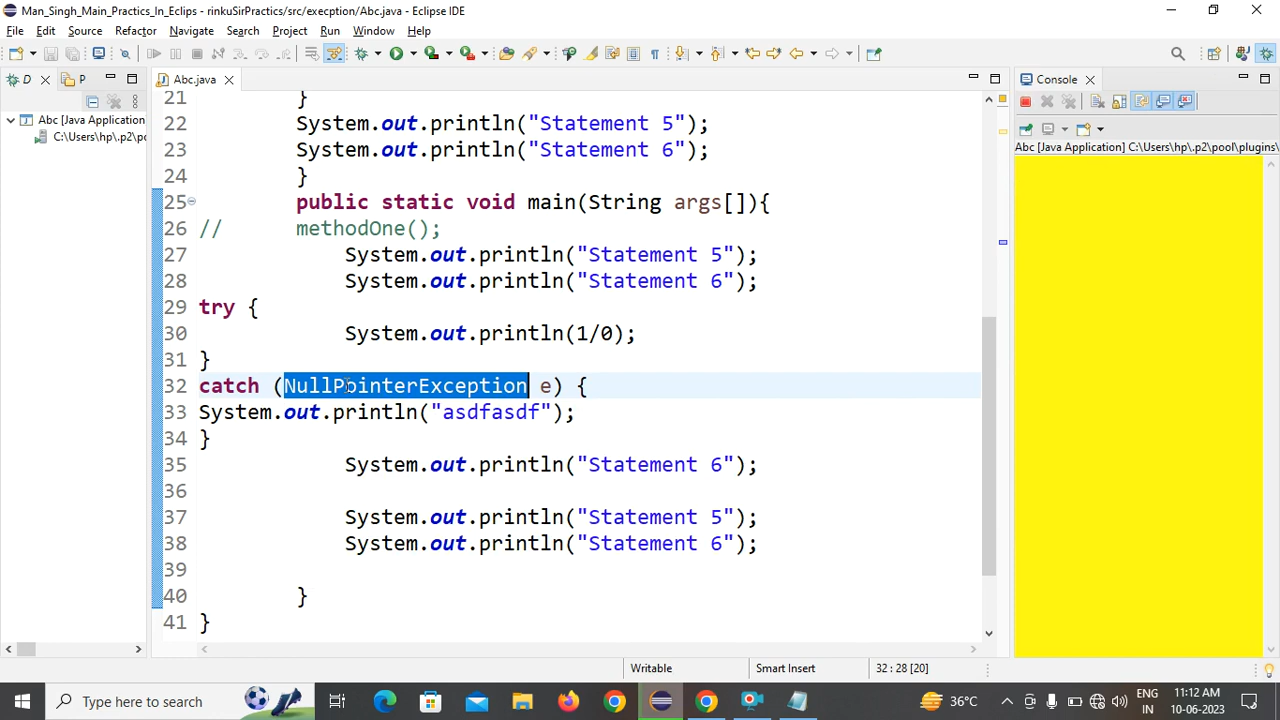 Man_Singh_Main_Practics_In_Eclips - rinkuSirPractics/src/execption/Abc.java - Eclipse IDE
File Edit Source Refactor Navigate Search Project Run Window Help
D P
Abc.java
Console
Abc [Java Application]
C:\Users\hp\.p2\po
Abc [Java Application] C:\Users\hp\.p2\pool\plugins\
21 }
22 System.out.println("Statement 5");
23 System.out.println("Statement 6");
24 }
25 public static void main(String args[]){
26 // methodOne();
27 System.out.println("Statement 5");
28 System.out.println("Statement 6");
29 try {
30 System.out.println(1/0);
31 }
32 catch (NullPointerException e) {
33 System.out.println("asdfasdf");
34 }
35 System.out.println("Statement 6");
36
37 System.out.println("Statement 5");
38 System.out.println("Statement 6");
39
40 }
41 }
Writable Smart Insert 32 : 28 [20]
Type here to search
36°C
ENG
IN
11:12 AM
10-06-2023